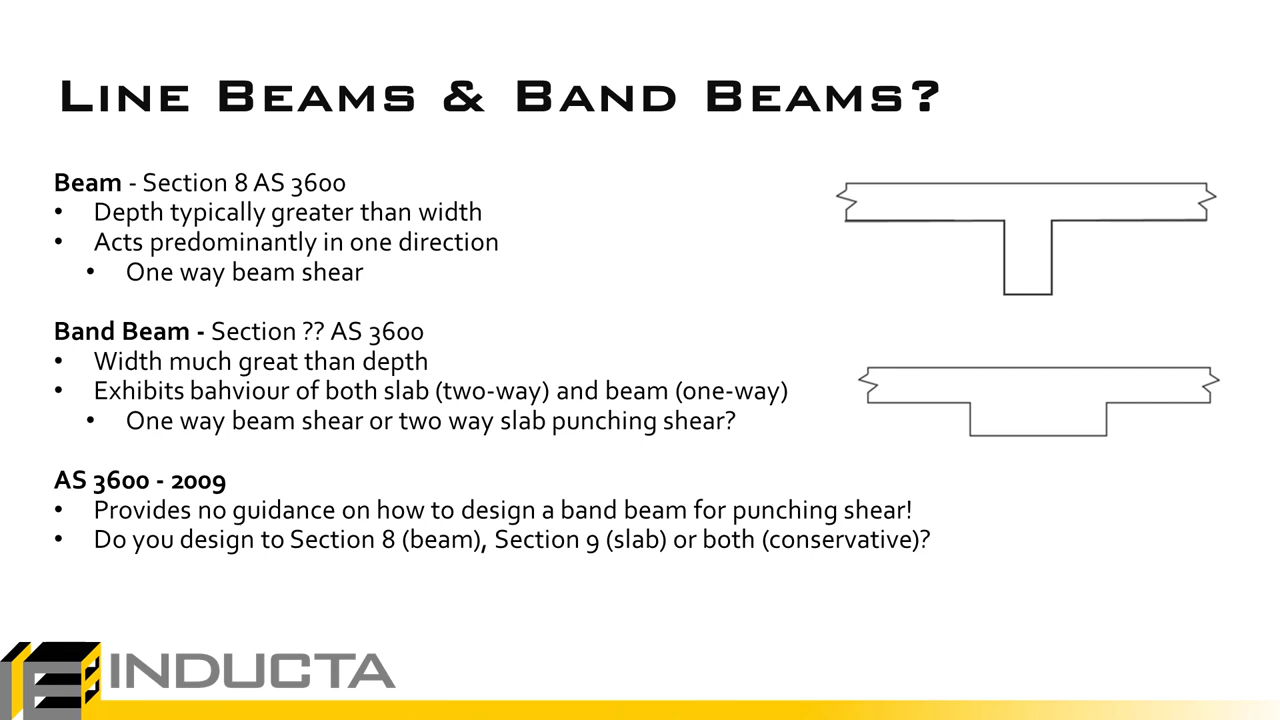 Line Beams & Band Beams?
Beam - Section 8 AS 3600
• Depth typically greater than width
• Acts predominantly in one direction
• One way beam shear
Band Beam - Section ?? AS 3600
• Width much great than depth
• Exhibits bahviour of both slab (two-way) and beam (one-way)
• One way beam shear or two way slab punching shear?
AS 3600 - 2009
• Provides no guidance on how to design a band beam for punching shear!
• Do you design to Section 8 (beam), Section 9 (slab) or both (conservative)?
INDUCTA